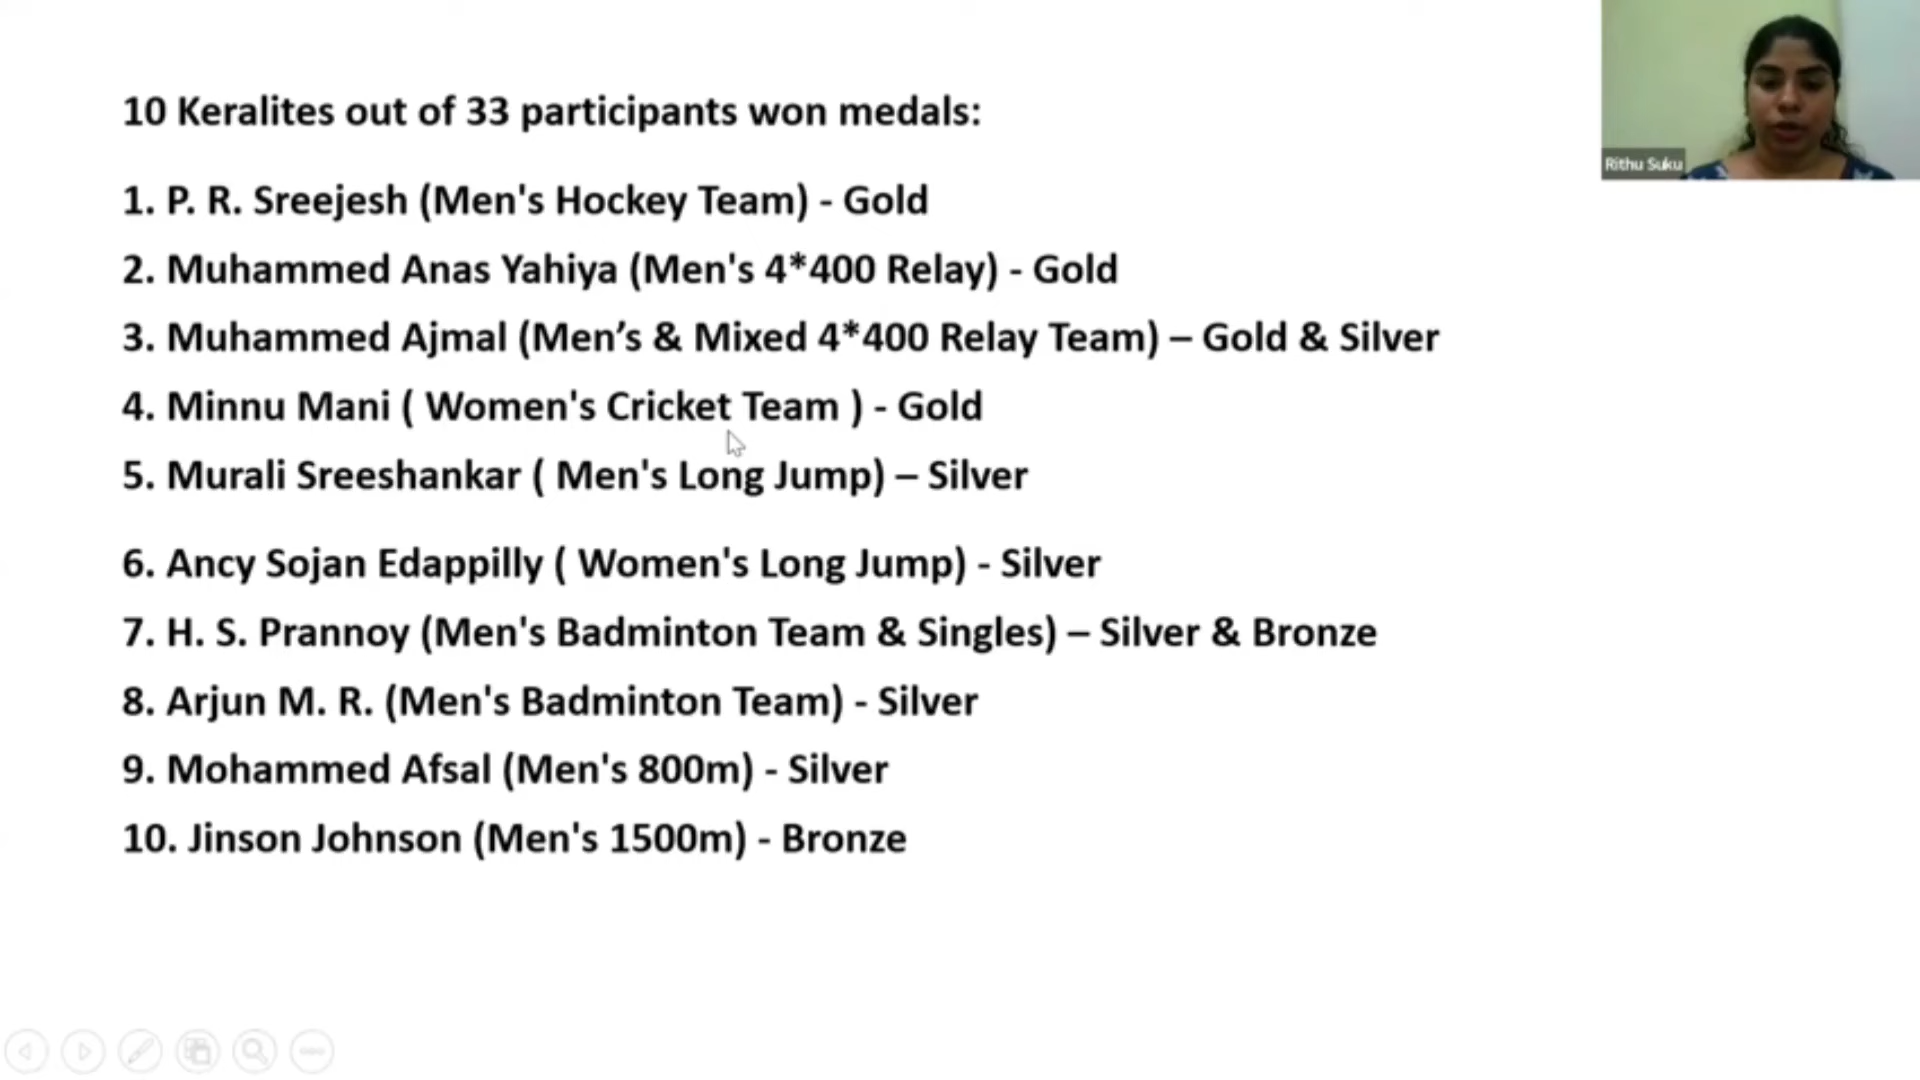 10 Keralites out of 33 participants won medals:
1. P. R. Sreejesh (Men's Hockey Team) - Gold
2. Muhammed Anas Yahiya (Men's 4*400 Relay) - Gold
3. Muhammed Ajmal (Men’s & Mixed 4*400 Relay Team) – Gold & Silver
4. Minnu Mani ( Women's Cricket Team ) - Gold
5. Murali Sreeshankar ( Men's Long Jump) – Silver
6. Ancy Sojan Edappilly ( Women's Long Jump) - Silver
7. H. S. Prannoy (Men's Badminton Team & Singles) – Silver & Bronze
8. Arjun M. R. (Men's Badminton Team) - Silver
9. Mohammed Afsal (Men's 800m) - Silver
10. Jinson Johnson (Men's 1500m) - Bronze
Rithu Suku